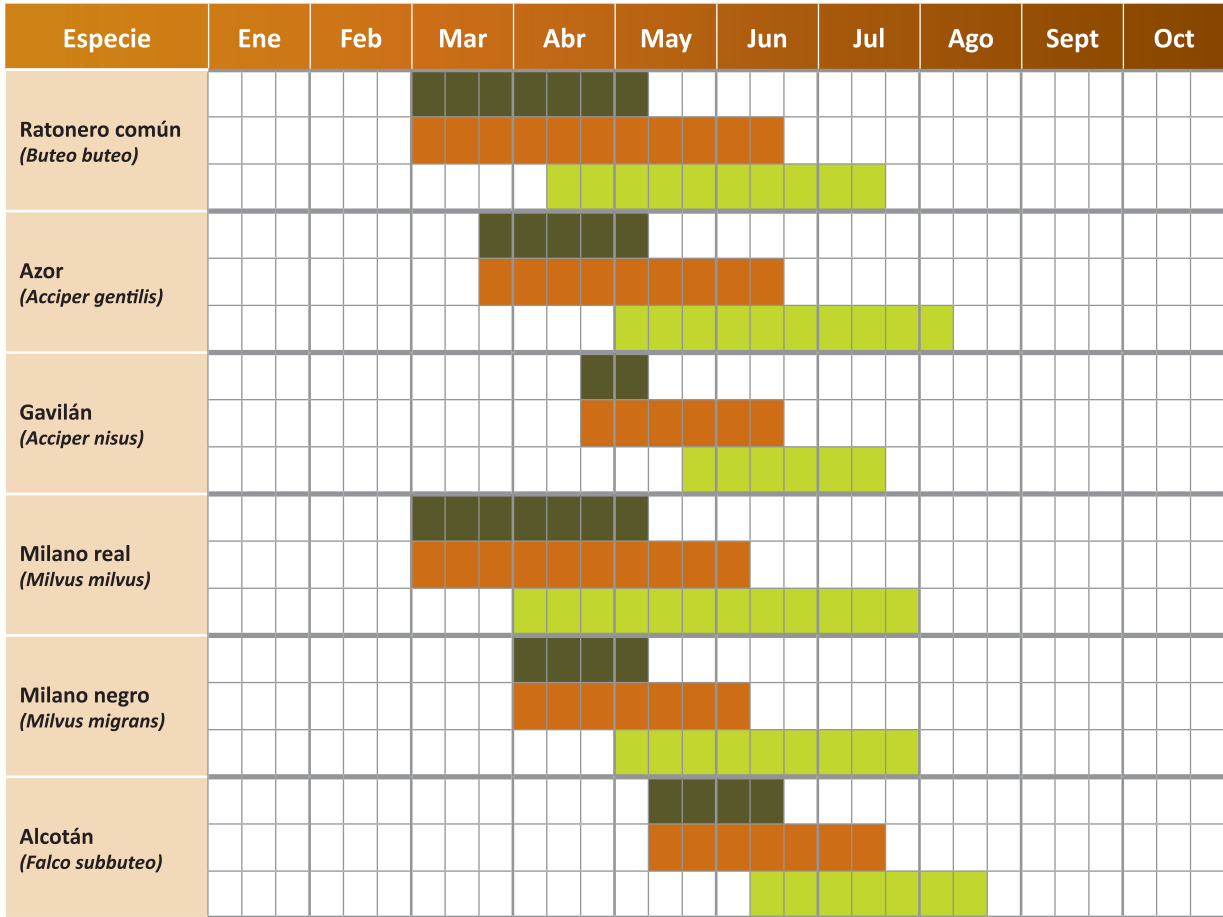 Especie Ene Feb Mar Abr May Jun Jul Ago Sept Oct
Ratonero común
(Buteo buteo)
Azor
(Acciper gentilis)
Gavilán
(Acciper nisus)
Milano real
(Milvus milvus)
Milano negro
(Milvus migrans)
Alcotán
(Falco subbuteo)